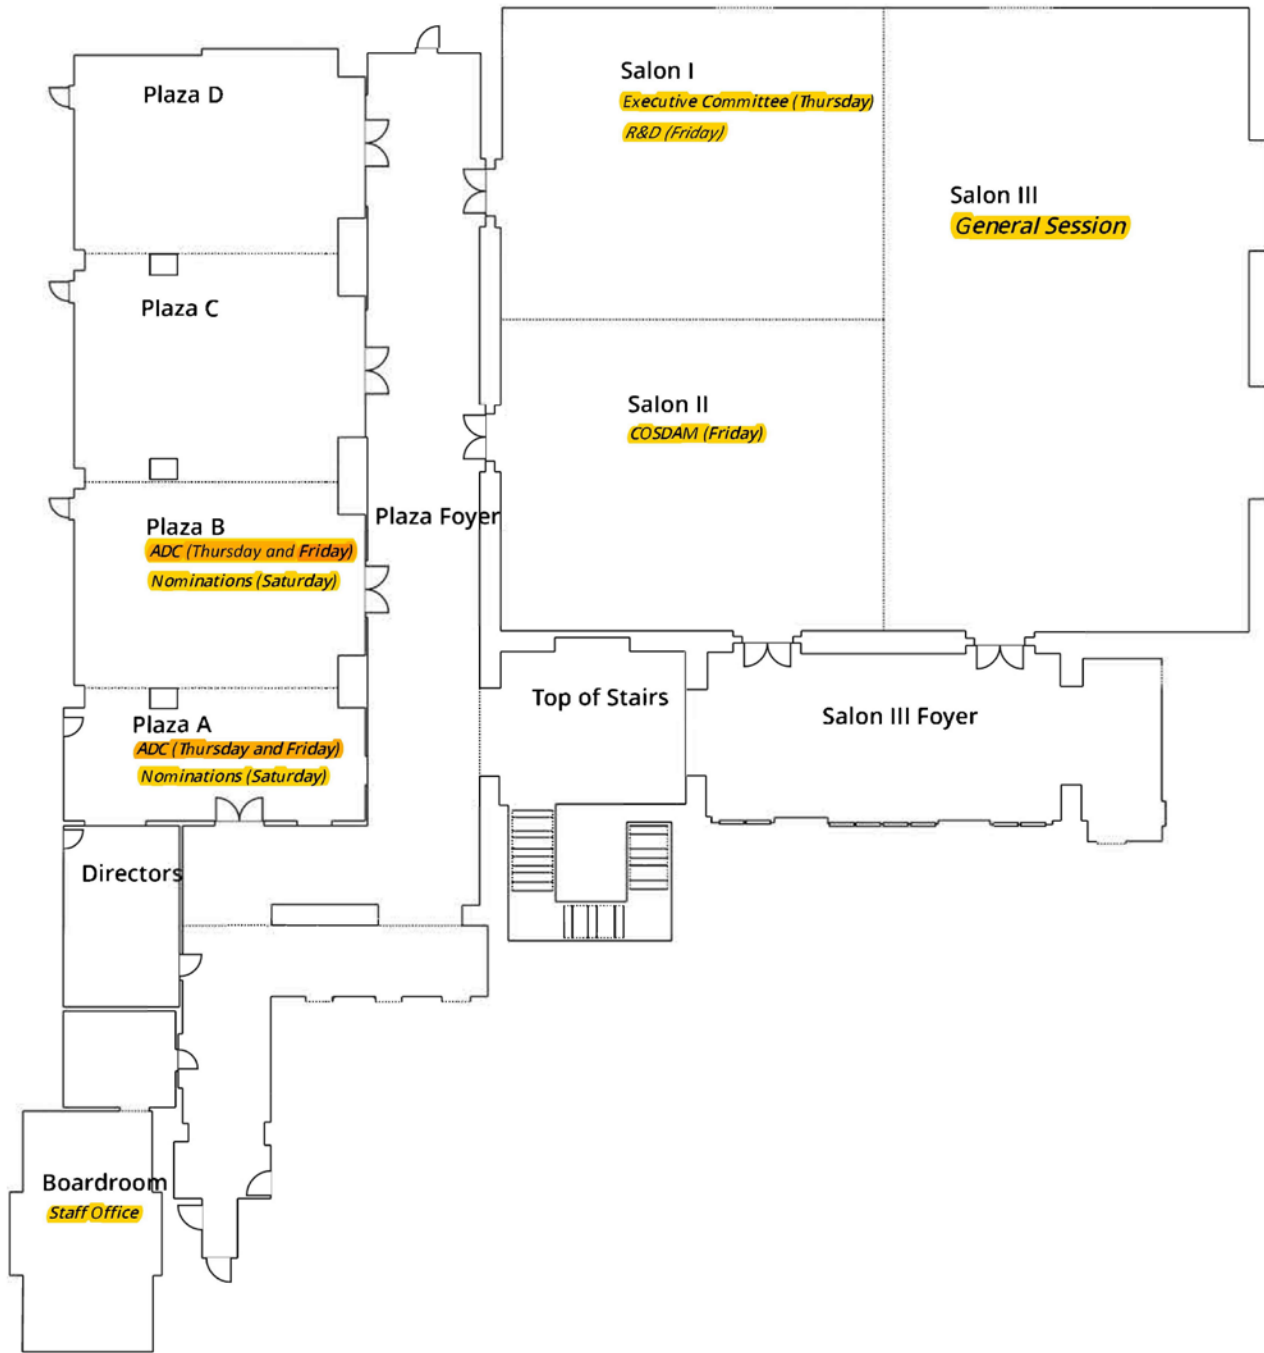 Plaza D
Salon I
Executive Committee (Thursday)
R&D (Friday)
Salon III
General Session
Plaza C
Salon II
COSDAM (Friday)
Plaza B
ADC (Thursday and Friday)
Nominations (Saturday)
Plaza Foyer
Plaza A
ADC (Thursday and Friday)
Nominations (Saturday)
Top of Stairs
Salon III Foyer
Directors
Boardroom
Staff Office